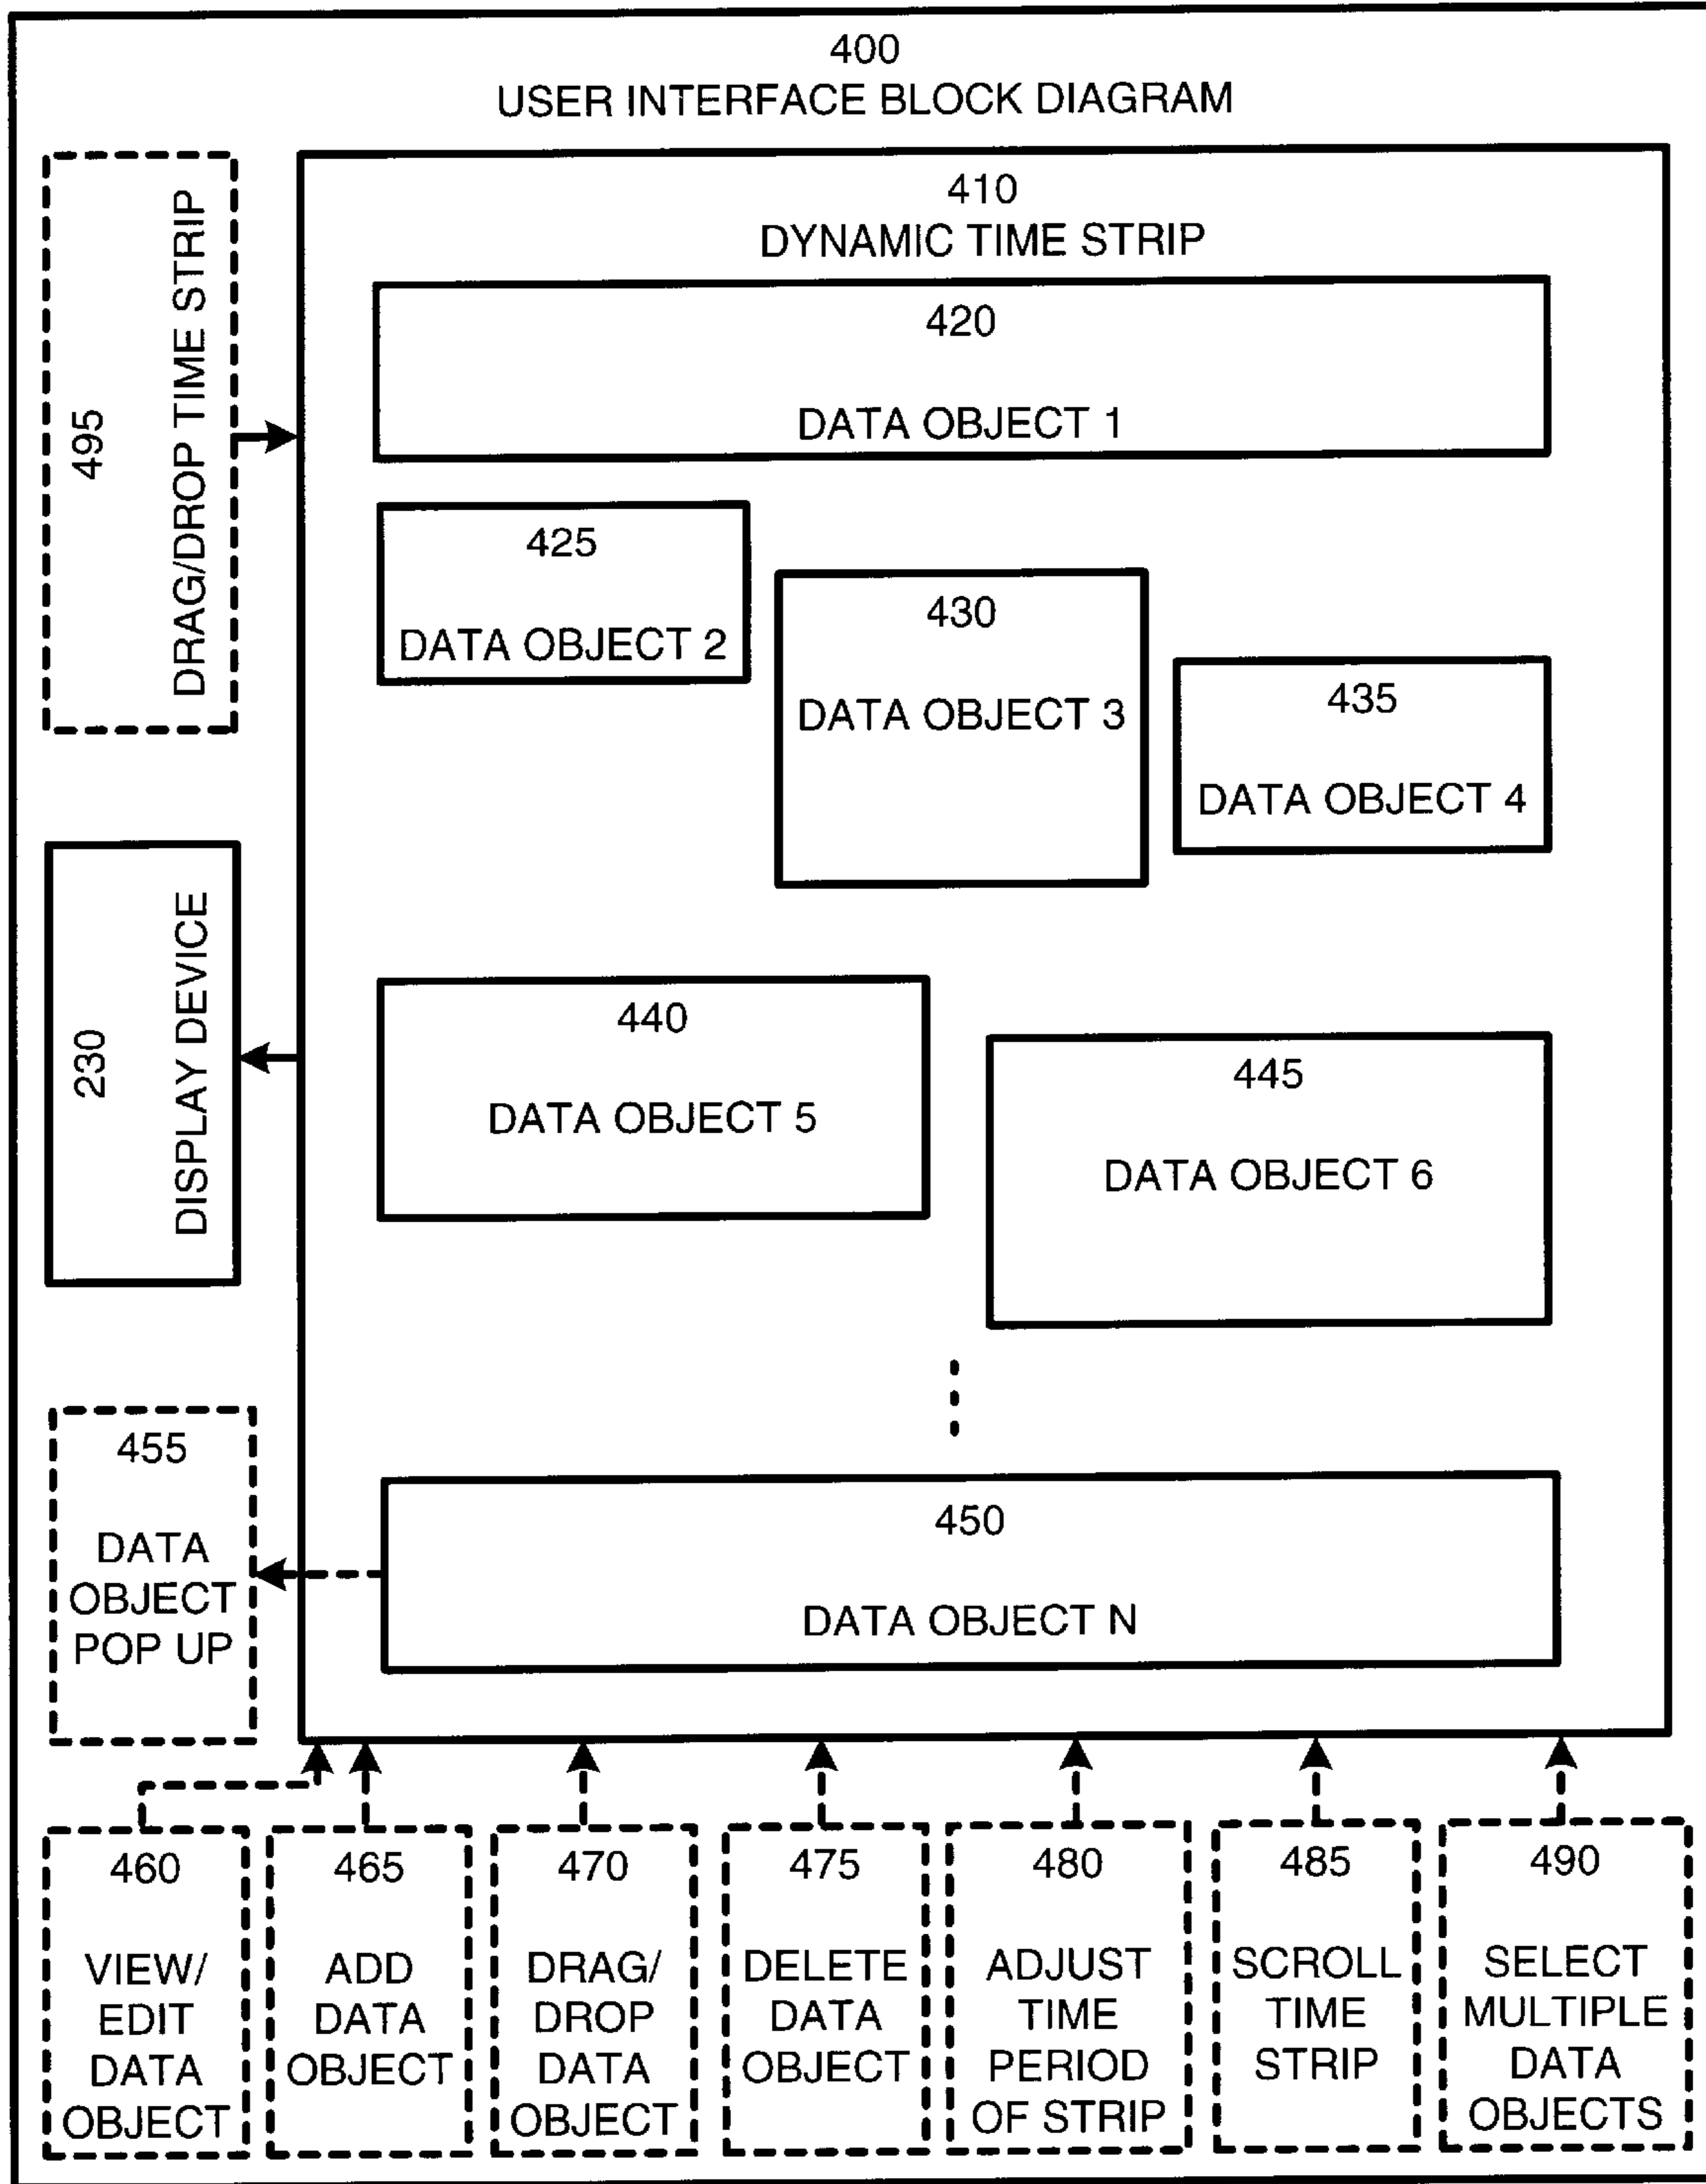 400
USER INTERFACE BLOCK DIAGRAM
495
DRAG/DROP TIME STRIP
410
DYNAMIC TIME STRIP
420
DATA OBJECT 1
425
DATA OBJECT 2
430
DATA OBJECT 3
435
DATA OBJECT 4
230
DISPLAY DEVICE
440
DATA OBJECT 5
445
DATA OBJECT 6
455
DATA
OBJECT
POP UP
450
DATA OBJECT N
460
VIEW/
EDIT
DATA
OBJECT
465
ADD
DATA
OBJECT
470
DRAG/
DROP
DATA
OBJECT
475
DELETE
DATA
OBJECT
480
ADJUST
TIME
PERIOD
OF STRIP
485
SCROLL
TIME
STRIP
490
SELECT
MULTIPLE
DATA
OBJECTS